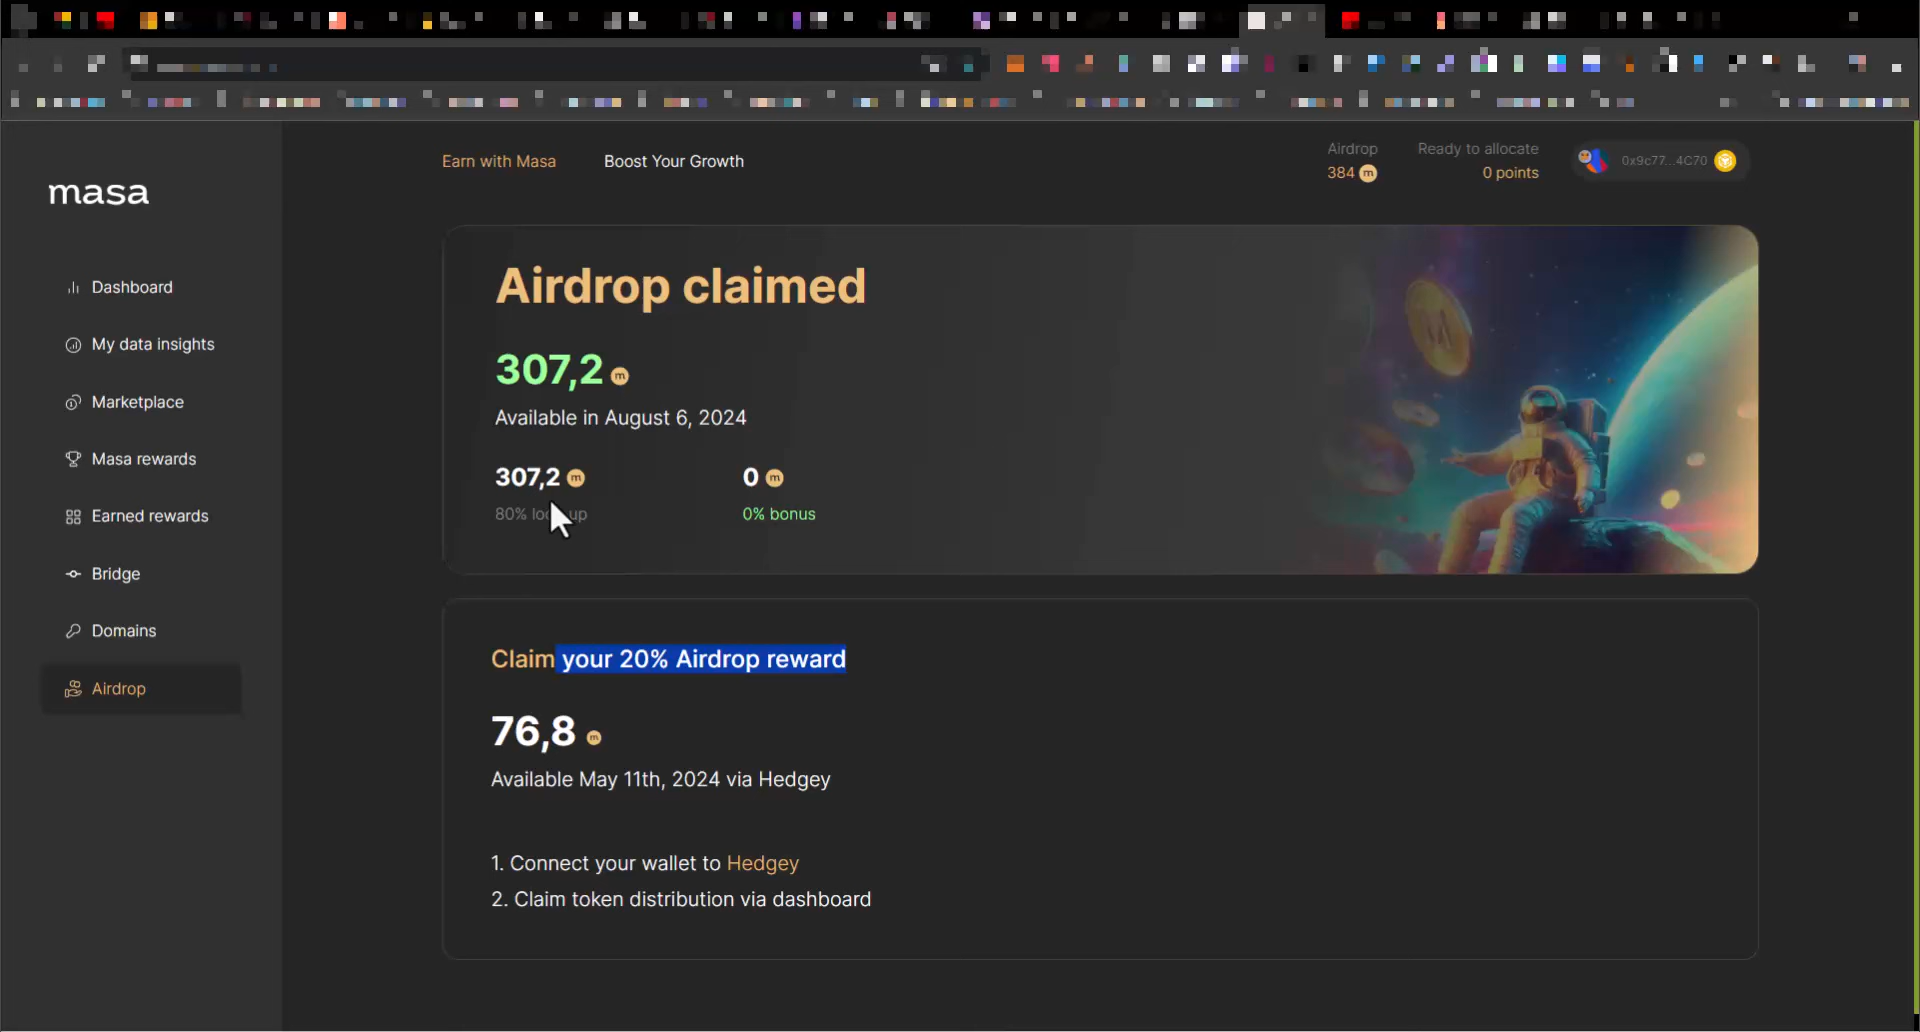 Earn with Masa
Boost Your Growth
Airdrop
384
Ready to allocate
0 points
0x9c77...4C70
masa
Dashboard
My data insights
Marketplace
Masa rewards
Earned rewards
Bridge
Domains
Airdrop
Airdrop claimed
307,2 m
Available in August 6, 2024
307,2 m
0 m
80%
0% bonus
Claim your 20% Airdrop reward
76,8 m
Available May 11th, 2024 via Hedgey
1. Connect your wallet to Hedgey
2. Claim token distribution via dashboard